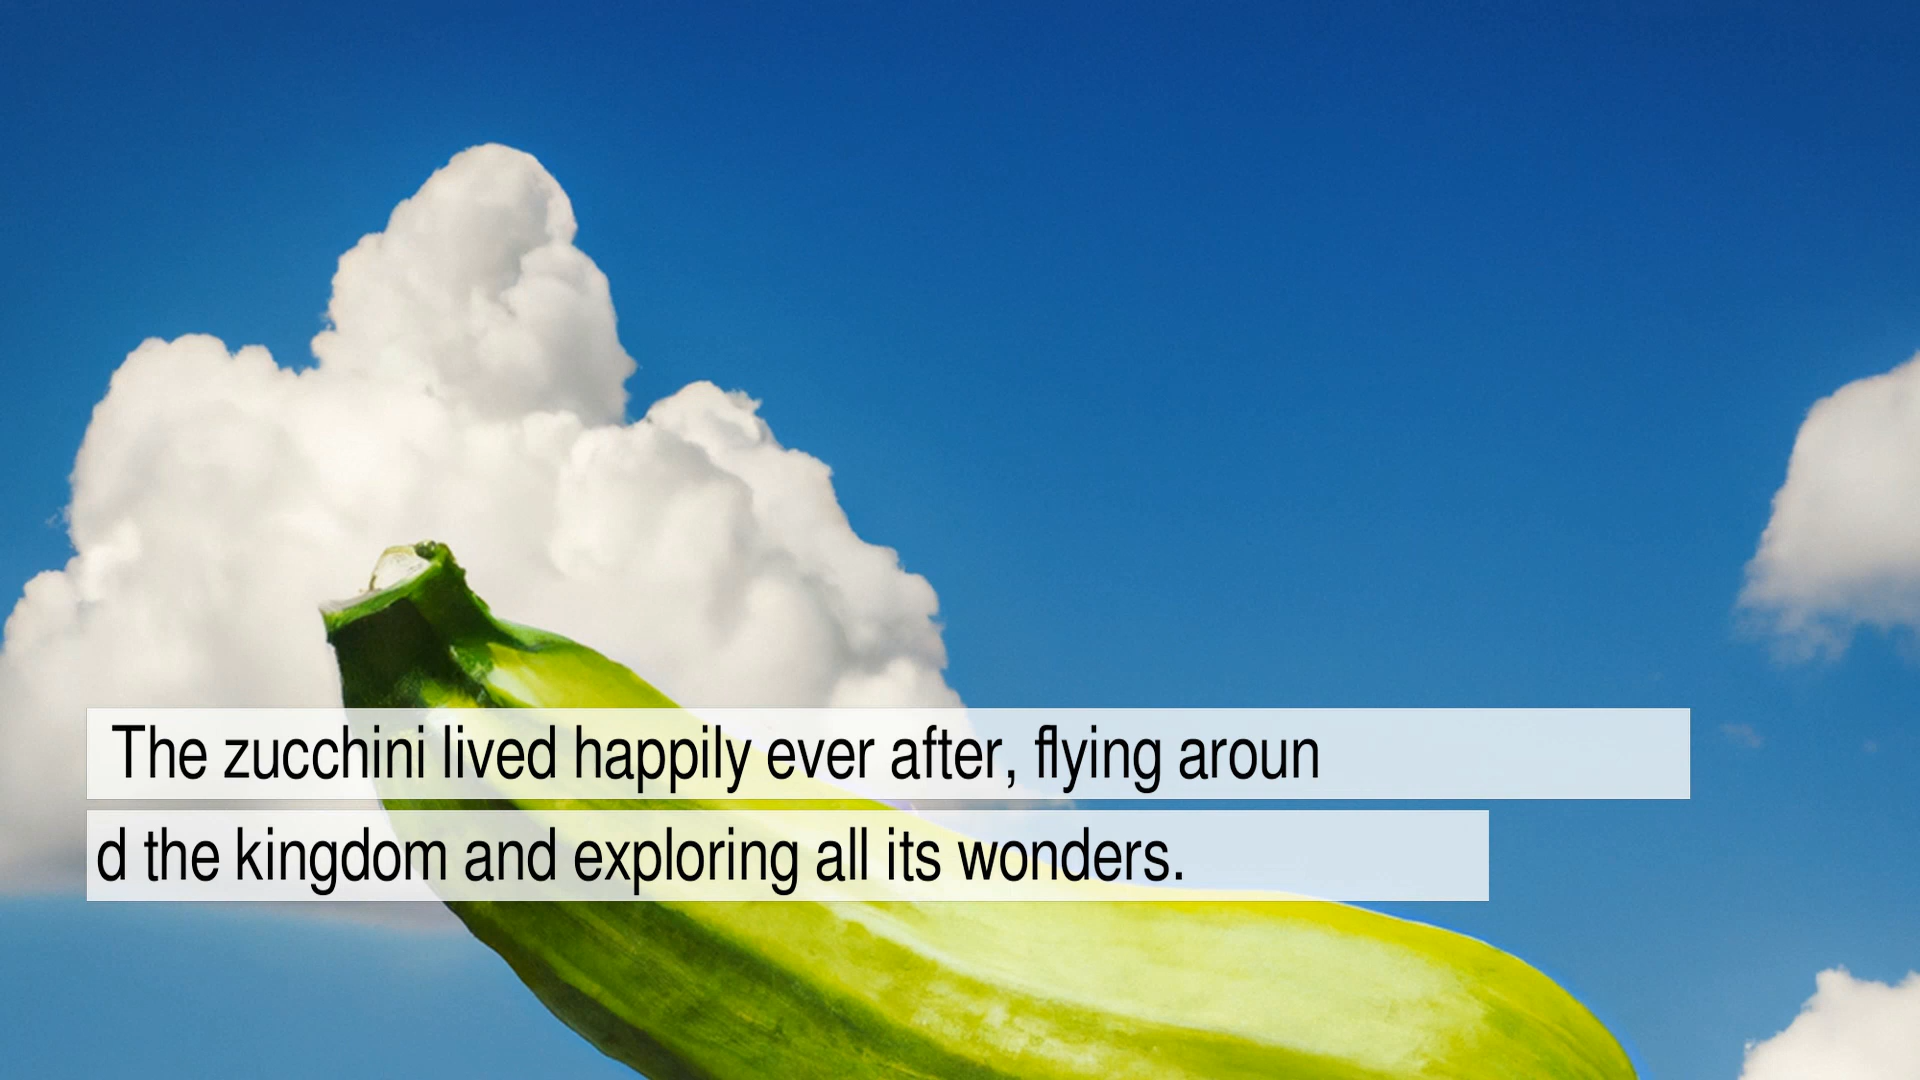 The zucchini lived happily ever after, flying aroun
d the kingdom and exploring all its wonders.